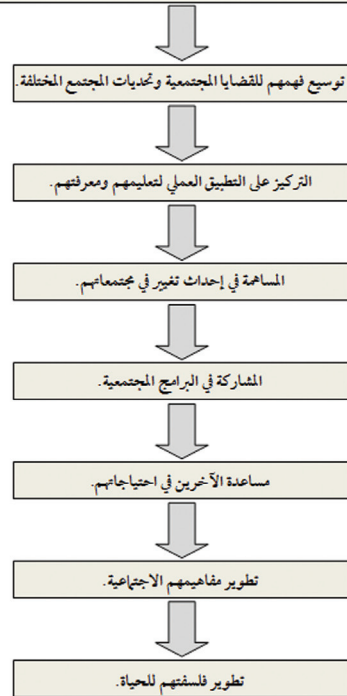 توسيع فهمهم للقضايا المجتمعية وتحديات المجتمع المختلفة.
التركيز على التطبيق العملي لتعليمهم ومعرفتهم.
المساهمة في إحداث تغيير في مجتمعاتهم.
المشاركة في البرامج المجتمعية.
مساعدة الآخرين في احتياجاتهم.
تطوير مفاهيمهم الاجتماعية.
تطوير فلسفتهم للحياة.